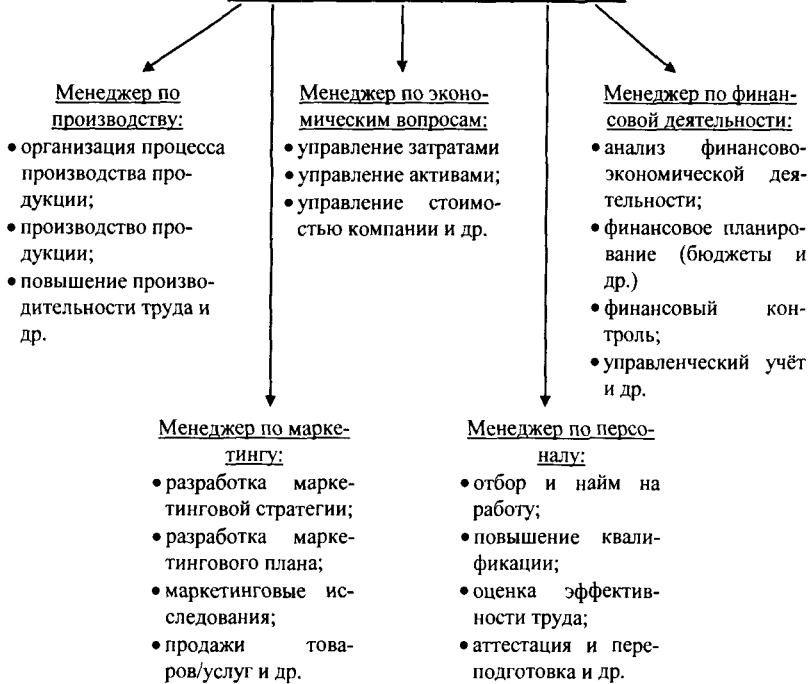 Менеджер по
производству:
• организация процесса
производства про-
дукции;
• производство про-
дукции;
• повышение произво-
дительности труда и
др.
Менеджер по эконо-
мическим вопросам:
• управление затратами
• управление активами;
• управление стоимо-
стью компании и др.
Менеджер по финан-
совой деятельности:
• анализ финансово-
экономической дея-
тельности;
• финансовое планиро-
вание (бюджеты и
др.)
• финансовый кон-
троль;
• управленческий учёт
и др.
Менеджер по марке-
тингу:
• разработка марке-
тинговой стратегии;
• разработка марке-
тингового плана;
• маркетинговые ис-
следования;
• продажи това-
ров/услуг и др.
Менеджер по персо-
налу:
• отбор и найм на
работу;
• повышение квали-
фикации;
• оценка эффектив-
ности труда;
• аттестация и пере-
подготовка и др.